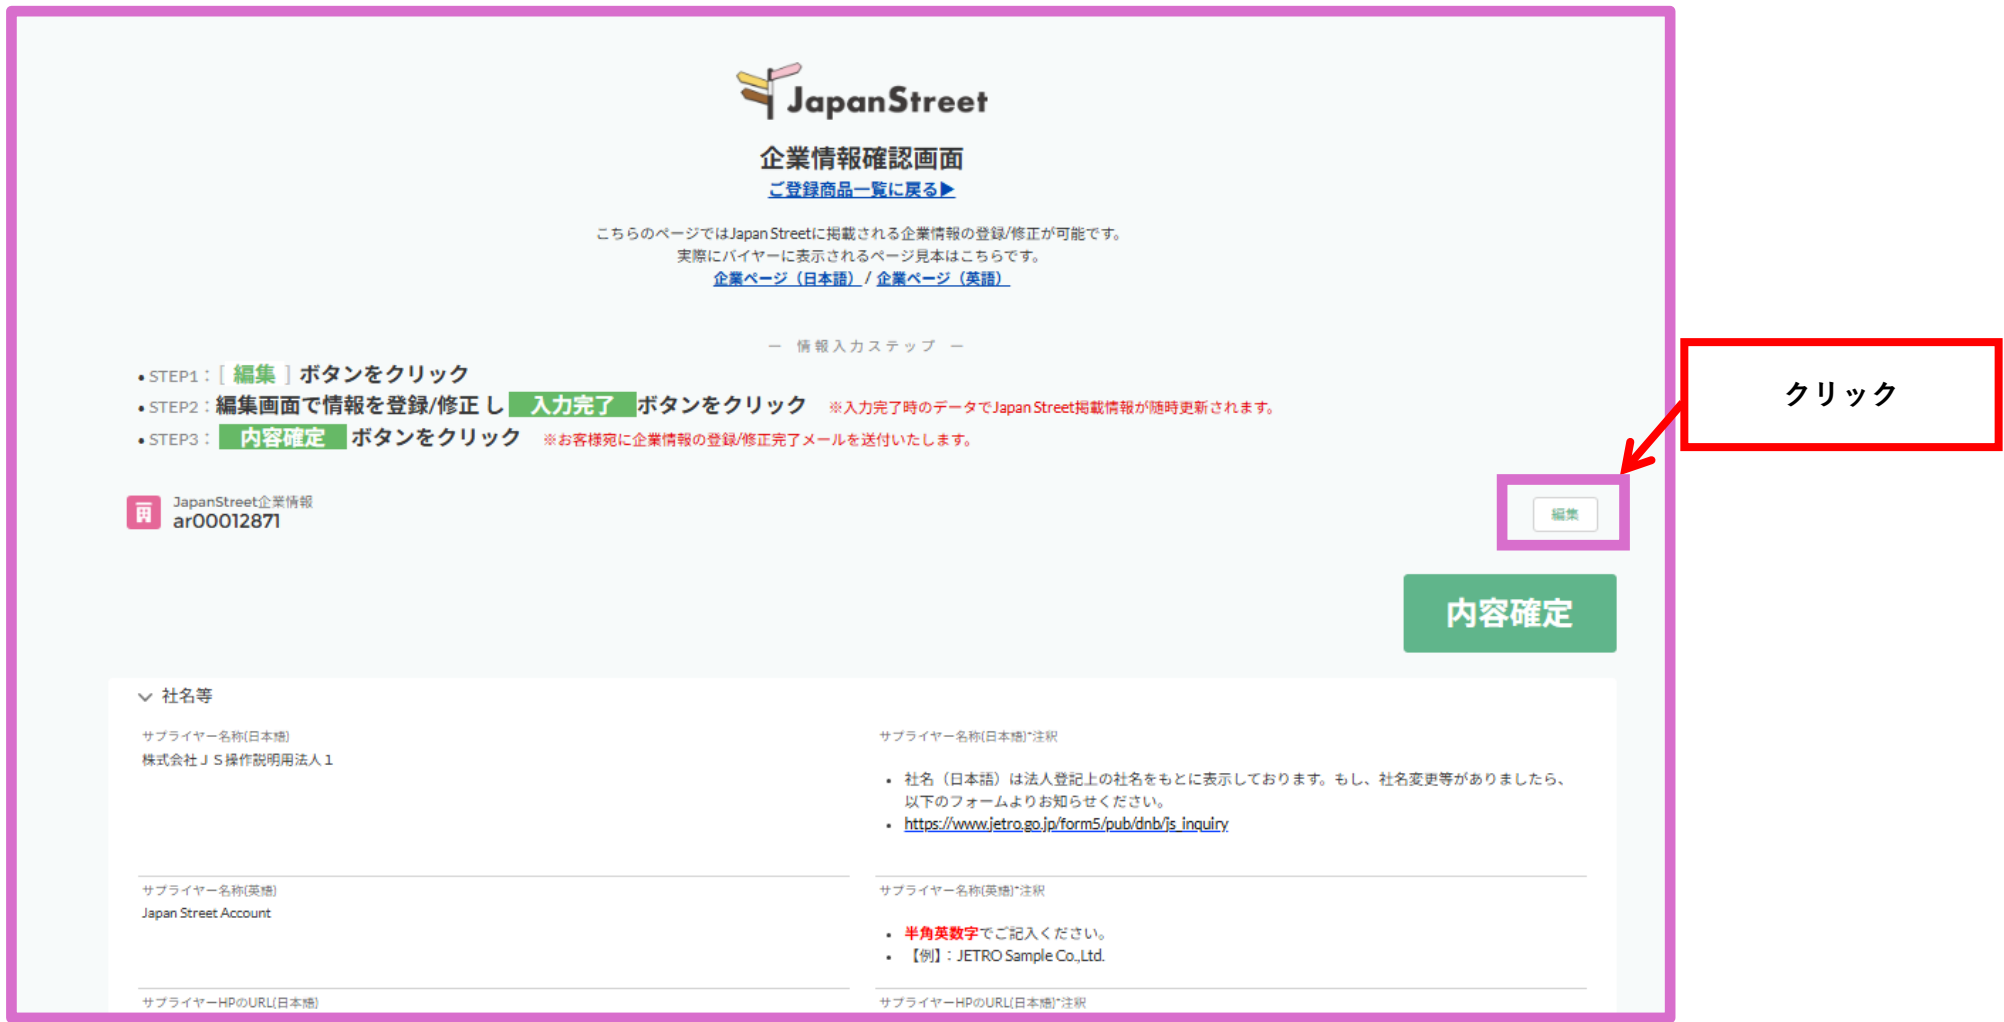 JapanStreet
企業情報確認画面
ご登録商品一覧に戻る▶
こちらのページではJapan Streetに掲載される企業情報の登録/修正が可能です。
実際にバイヤーに表示されるページ見本はこちらです。
企業ページ（日本語） / 企業ページ（英語）
ー 情報入力ステップ ー
• STEP1：[ 編集 ] ボタンをクリック
• STEP2：編集画面で情報を登録/修正し 入力完了 ボタンをクリック ※入力完了時のデータでJapan Street掲載情報が随時更新されます。
• STEP3： 内容確定 ボタンをクリック ※お客様宛に企業情報の登録/修正完了メールを送付いたします。
クリック
JapanStreet企業情報
ar00012871
編集
内容確定
社名等
サプライヤー名称(日本語)
株式会社ＪＳ操作説明用法人１
サプライヤー名称(日本語)*注釈
• 社名（日本語）は法人登記上の社名をもとに表示しております。もし、社名変更等がありましたら、
以下のフォームよりお知らせください。
• https://www.jetro.go.jp/form5/pub/dnb/js_inquiry
サプライヤー名称(英語)
Japan Street Account
サプライヤー名称(英語)*注釈
• 半角英数字でご記入ください。
• 【例】：JETRO Sample Co.,Ltd.
サプライヤーHPのURL(日本語)
サプライヤーHPのURL(日本語)*注釈